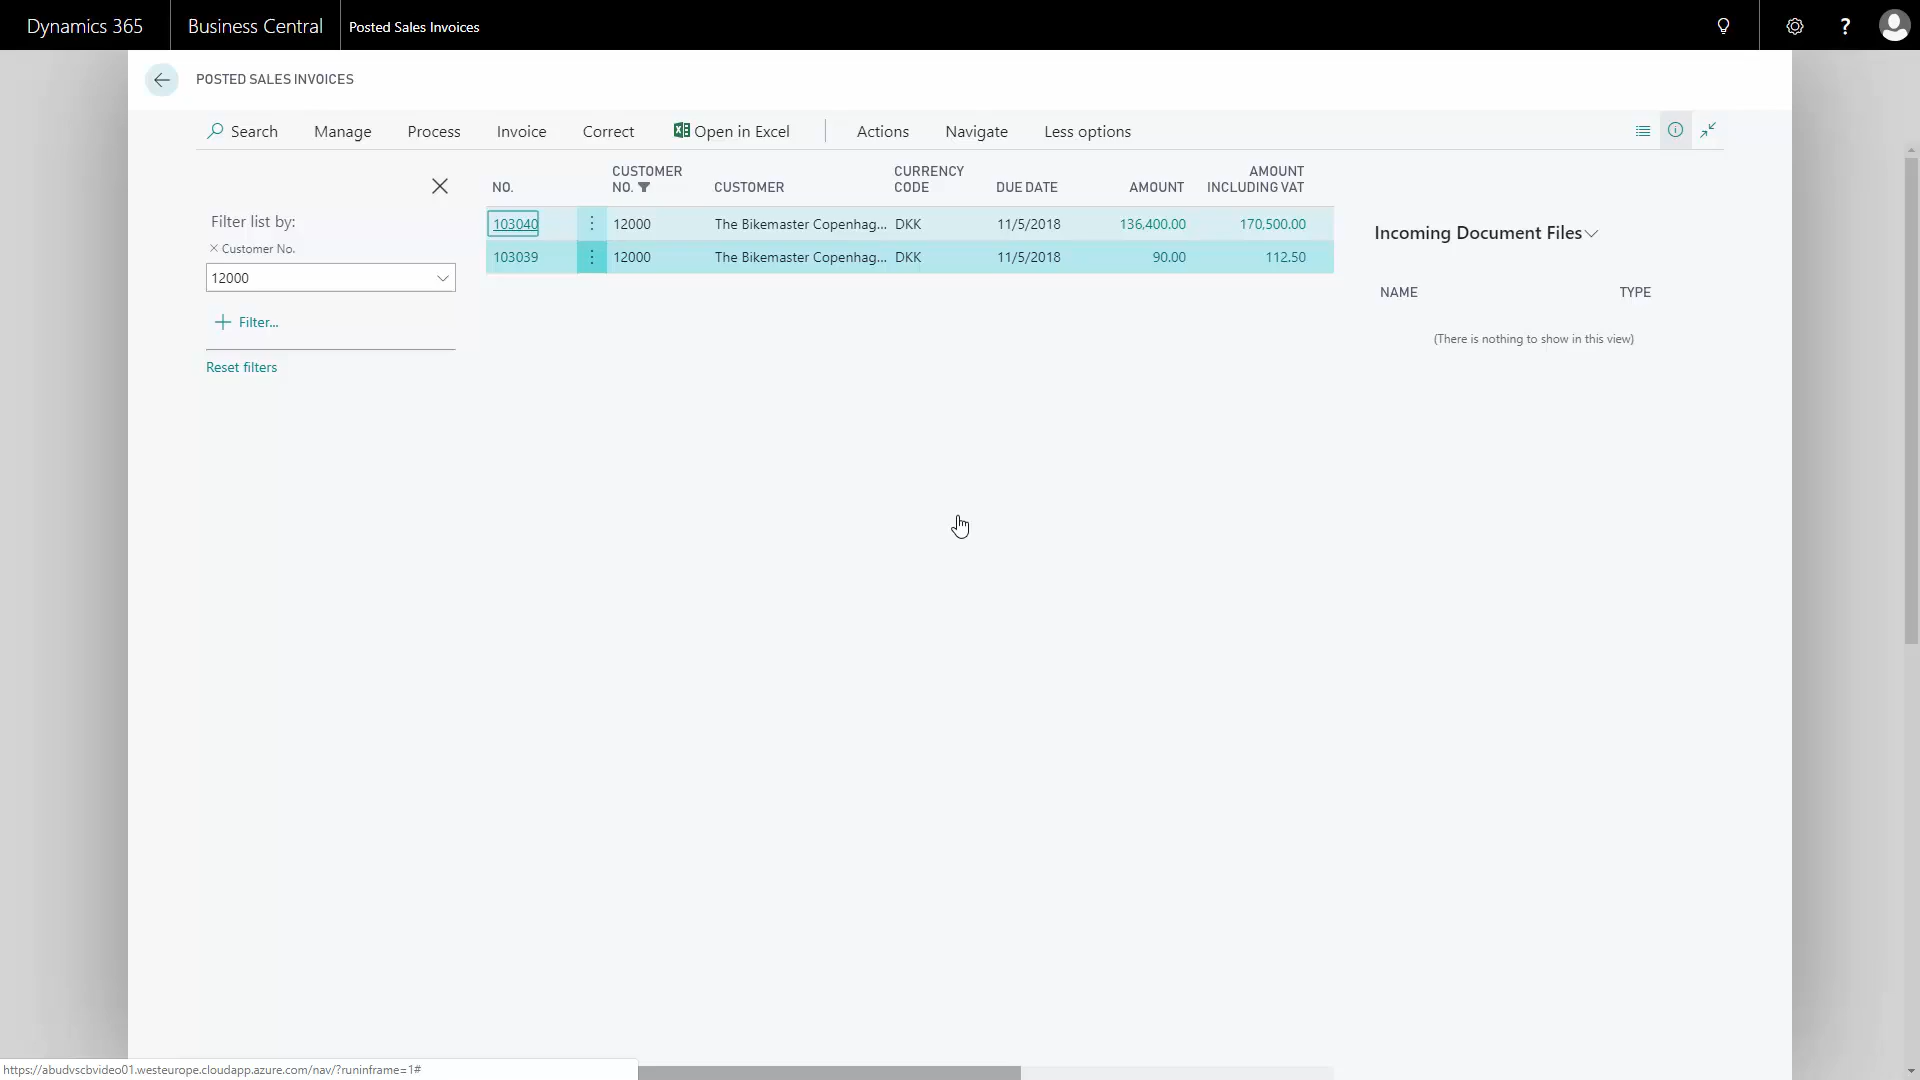 Dynamics 365
Business Central
Posted Sales Invoices
?
POSTED SALES INVOICES
Search
Manage
Process
Invoice
Correct
Open in Excel
Actions
Navigate
Less options
Filter list by:
Customer No.
12000
Filter...
Reset filters
NO.
CUSTOMER NO.
CUSTOMER
CURRENCY CODE
DUE DATE
AMOUNT
AMOUNT INCLUDING VAT
103040 12000 The Bikemaster Copenhag... DKK 11/5/2018 136,400.00 170,500.00
103039 12000 The Bikemaster Copenhag... DKK 11/5/2018 90.00 112.50
Incoming Document Files
NAME TYPE
(There is nothing to show in this view)
https://abudvscbvideo01.westeurope.cloudapp.azure.com/nav/?runinframe=1#